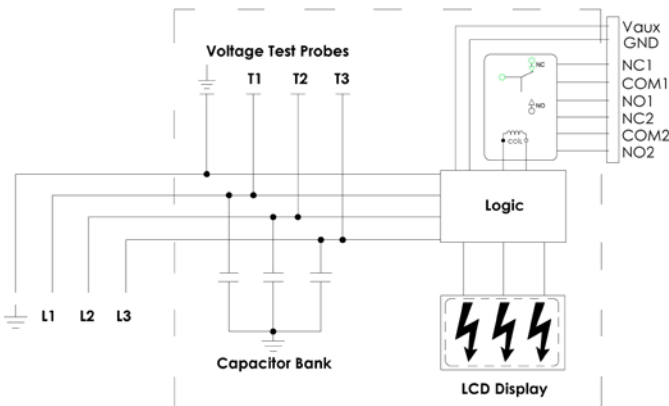 Vaux
GND
Voltage Test Probes
T1 T2 T3
NC
NC1
COM1
NO
NO1
NC2
COIL
COM2
NO2
Logic
L1 L2 L3
Capacitor Bank
LCD Display